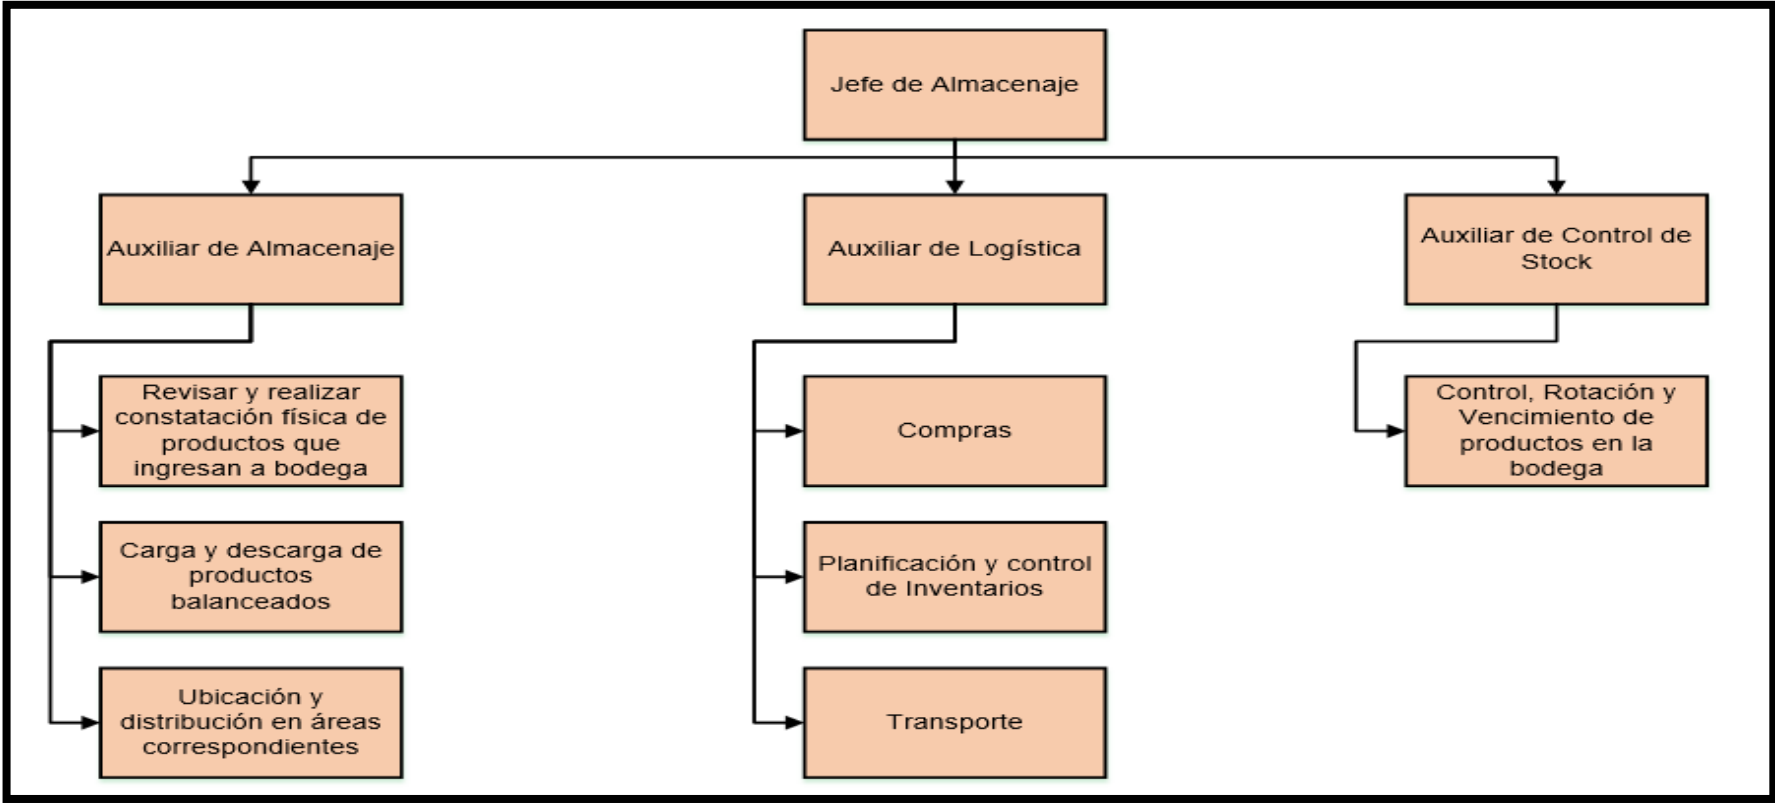 Jefe de Almacenaje
Auxiliar de Almacenaje
Auxiliar de Logística
Auxiliar de Control de
Stock
Revisar y realizar
constatación física de
productos que
ingresan a bodega
Carga y descarga de
productos
balanceados
Ubicación y
distribución en áreas
correspondientes
Compras
Planificación y control
de Inventarios
Transporte
Control, Rotación y
Vencimiento de
productos en la
bodega